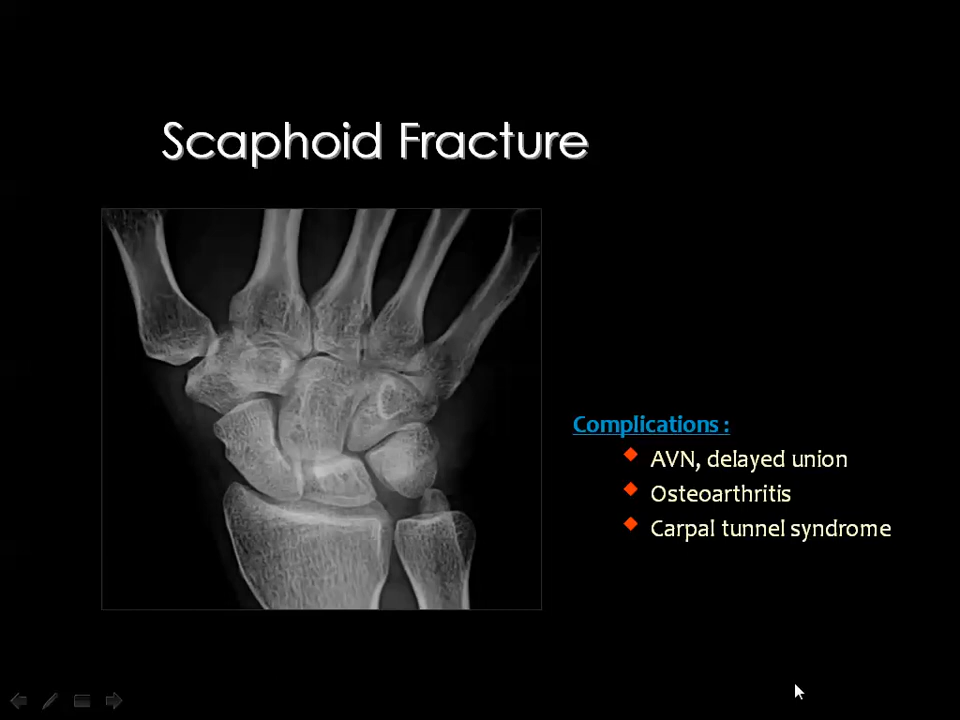 Scaphoid Fracture
Complications :
AVN, delayed union
Osteoarthritis
Carpal tunnel syndrome